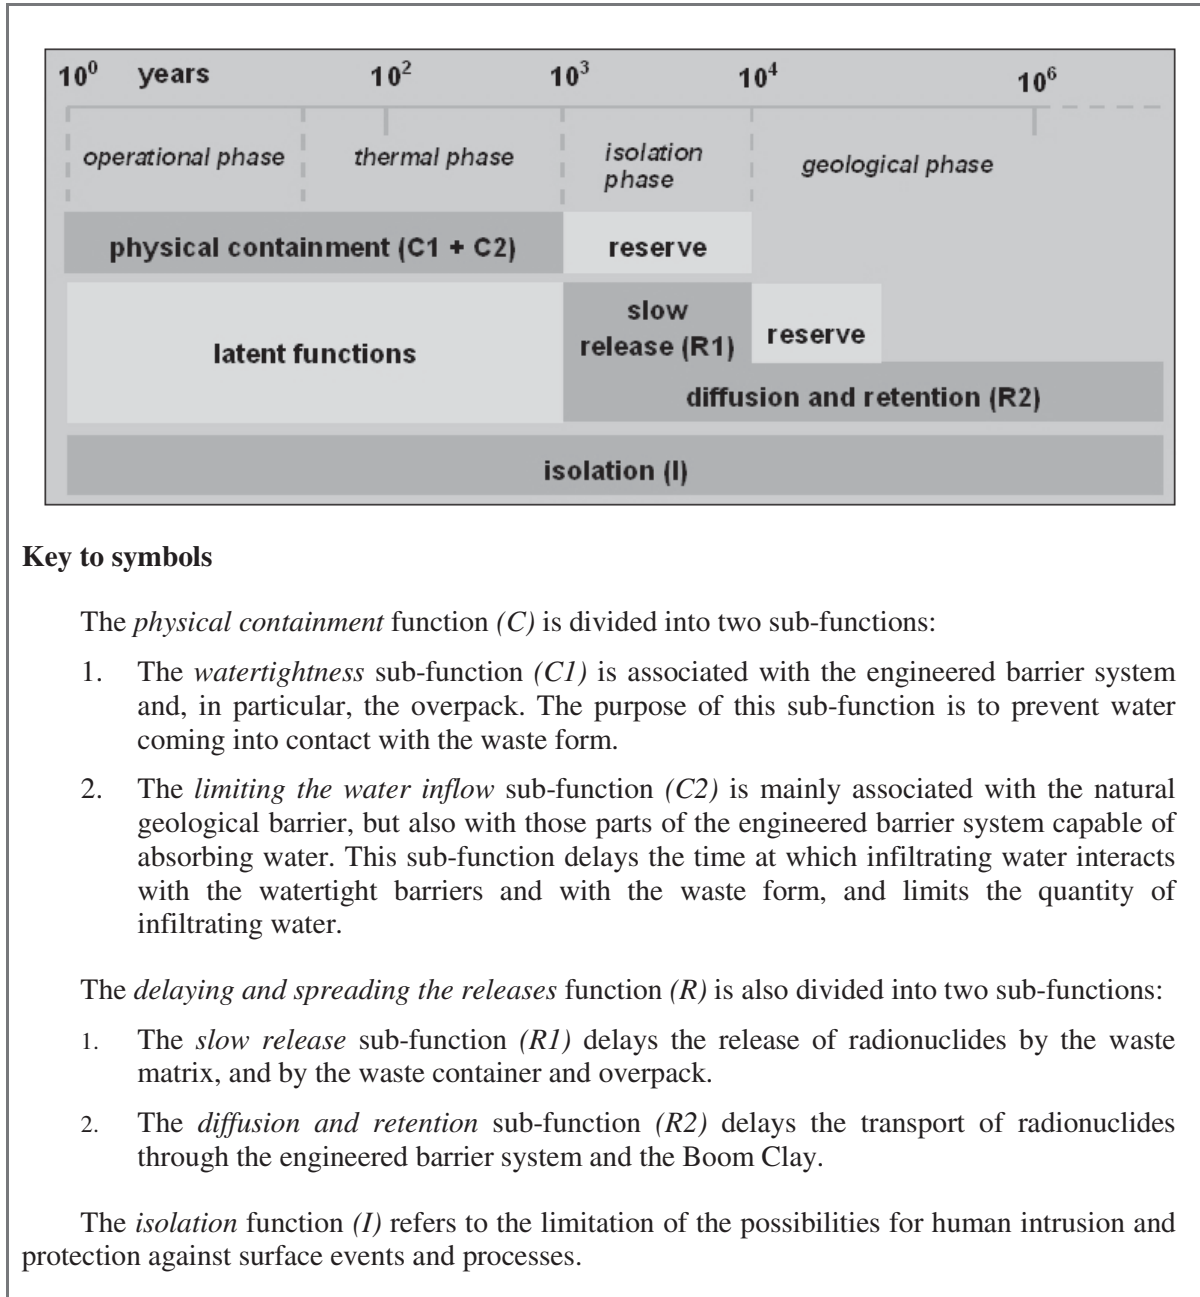 10⁰ years 10² 10³ 10⁴ 10⁶
operational phase thermal phase isolation phase geological phase
physical containment (C1 + C2) reserve
latent functions slow release (R1) reserve
diffusion and retention (R2)
isolation (I)
Key to symbols
The physical containment function (C) is divided into two sub-functions:
1. The watertightness sub-function (C1) is associated with the engineered barrier system
and, in particular, the overpack. The purpose of this sub-function is to prevent water
coming into contact with the waste form.
2. The limiting the water inflow sub-function (C2) is mainly associated with the natural
geological barrier, but also with those parts of the engineered barrier system capable of
absorbing water. This sub-function delays the time at which infiltrating water interacts
with the watertight barriers and with the waste form, and limits the quantity of
infiltrating water.
The delaying and spreading the releases function (R) is also divided into two sub-functions:
1. The slow release sub-function (R1) delays the release of radionuclides by the waste
matrix, and by the waste container and overpack.
2. The diffusion and retention sub-function (R2) delays the transport of radionuclides
through the engineered barrier system and the Boom Clay.
The isolation function (I) refers to the limitation of the possibilities for human intrusion and
protection against surface events and processes.